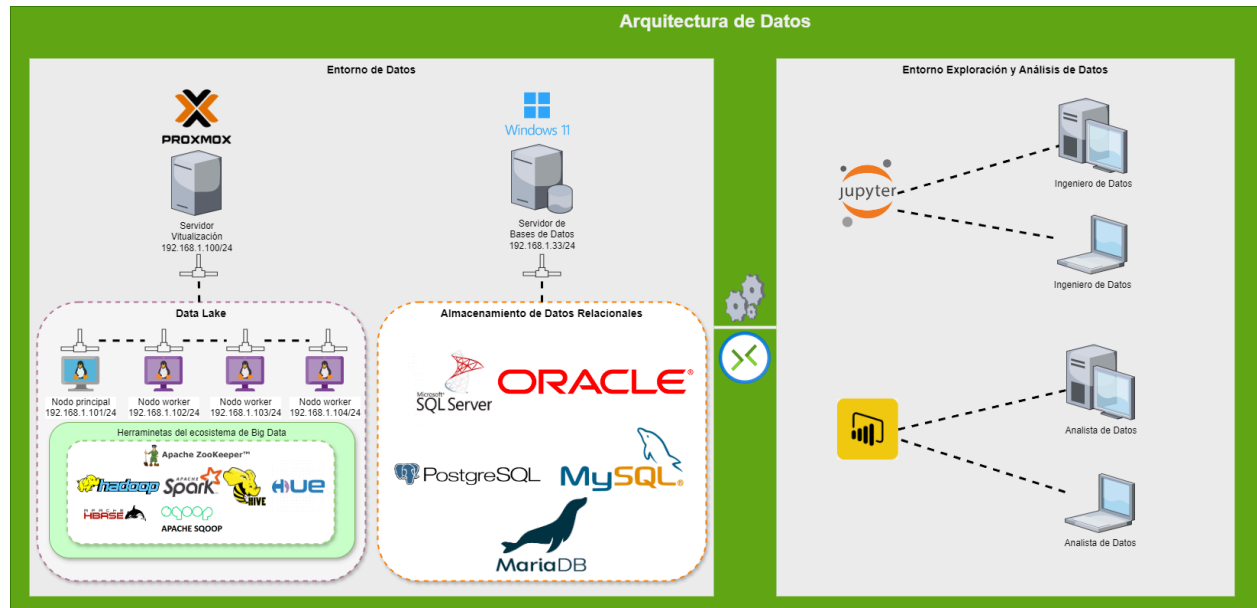 Arquitectura de Datos
Entorno de Datos
PROXMOX
Servidor
Vitualización
192.168.1.100/24
Windows 11
Servidor de
Bases de Datos
192.168.1.33/24
Data Lake
Nodo principal
192.168.1.101/24
Nodo worker
192.168.1.102/24
Nodo worker
192.168.1.103/24
Nodo worker
192.168.1.104/24
Herraminetas del ecosistema de Big Data
Apache ZooKeeper™
hadoop
APACHE
Spark
HIVE
HUE
APACHE
HBASE
sqoop
APACHE SQOOP
Almacenamiento de Datos Relacionales
Microsoft
SQL Server
ORACLE®
PostgreSQL
MySQL®
MariaDB
Entorno Exploración y Análisis de Datos
jupyter
Ingeniero de Datos
Ingeniero de Datos
Analista de Datos
Analista de Datos